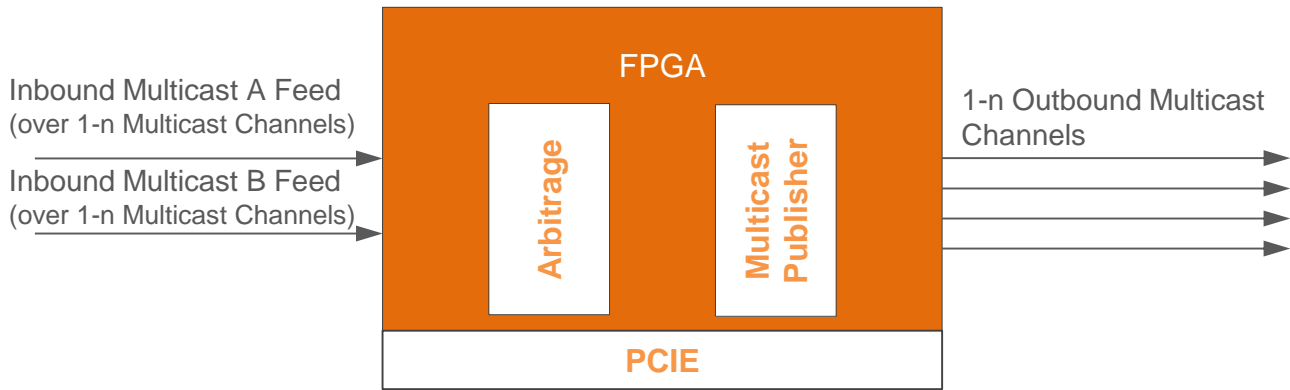 Inbound Multicast A Feed
(over 1-n Multicast Channels)
Inbound Multicast B Feed
(over 1-n Multicast Channels)
FPGA
Arbitrage
Multicast
Publisher
PCIE
1-n Outbound Multicast
Channels